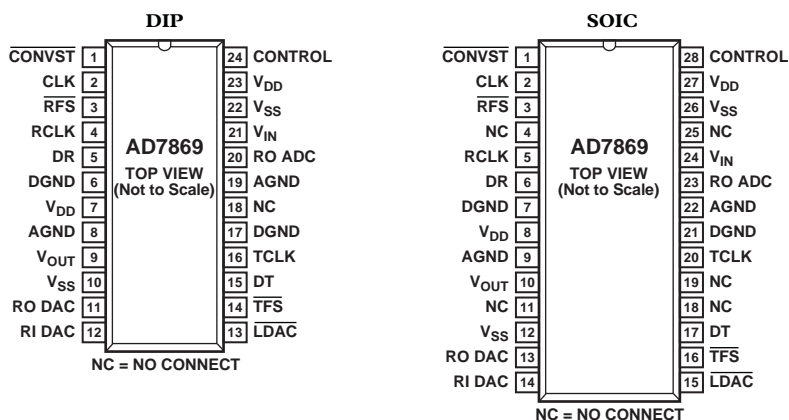 DIP
CONVST 1 24 CONTROL
CLK 2 23 VDD
RFS 3 22 VSS
RCLK 4 21 VIN
DR 5 20 RO ADC
DGND 6 19 AGND
VDD 7 18 NC
AGND 8 17 DGND
VOUT 9 16 TCLK
VSS 10 15 DT
RO DAC 11 14 TFS
RI DAC 12 13 LDAC
AD7869
TOP VIEW
(Not to Scale)
NC = NO CONNECT
SOIC
CONVST 1 28 CONTROL
CLK 2 27 VDD
RFS 3 26 VSS
NC 4 25 NC
RCLK 5 24 VIN
DR 6 23 RO ADC
DGND 7 22 AGND
VDD 8 21 DGND
AGND 9 20 TCLK
VOUT 10 19 NC
NC 11 18 NC
VSS 12 17 DT
RO DAC 13 16 TFS
RI DAC 14 15 LDAC
AD7869
TOP VIEW
(Not to Scale)
NC = NO CONNECT